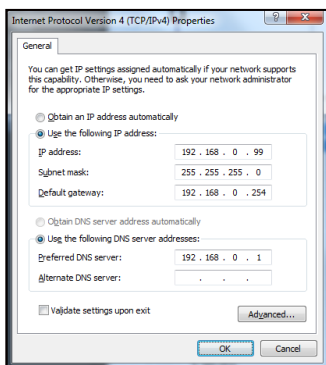 Internet Protocol Version 4 (TCP/IPv4) Properties
General
You can get IP settings assigned automatically if your network supports
this capability. Otherwise, you need to ask your network administrator
for the appropriate IP settings.
Obtain an IP address automatically
Use the following IP address:
IP address: 192 . 168 . 0 . 99
Subnet mask: 255 . 255 . 255 . 0
Default gateway: 192 . 168 . 0 . 254
Obtain DNS server address automatically
Use the following DNS server addresses:
Preferred DNS server: 192 . 168 . 0 . 1
Alternate DNS server: . . .
Validate settings upon exit
Advanced...
OK Cancel